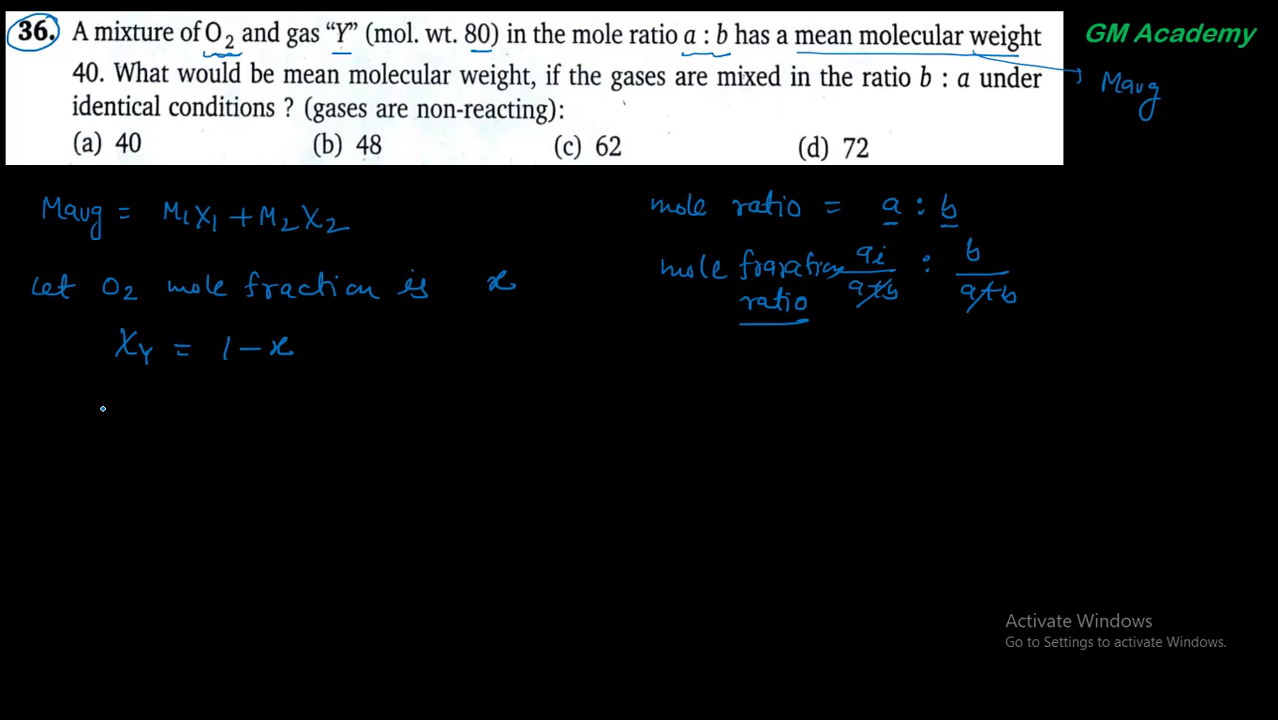 36. A mixture of O₂ and gas “Y” (mol. wt. 80) in the mole ratio a : b has a mean molecular weight
40. What would be mean molecular weight, if the gases are mixed in the ratio b : a under
identical conditions ? (gases are non-reacting):
(a) 40 (b) 48 (c) 62 (d) 72
GM Academy
Mavg
Mavg = M₁X₁ + M₂X₂
Let O₂ mole fraction is x
X_Y = 1 − x
mole ratio = a : b
mole : b/a+b
ratio
Activate Windows
Go to Settings to activate Windows.